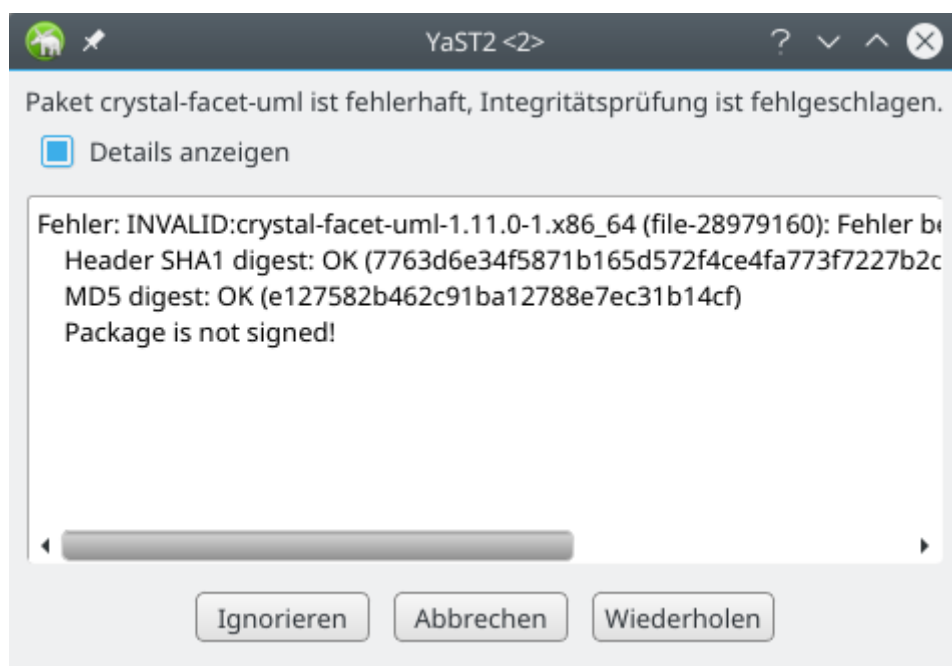 YaST2 <2>
Paket crystal-facet-uml ist fehlerhaft, Integritätsprüfung ist fehlgeschlagen.
Details anzeigen
Fehler: INVALID:crystal-facet-uml-1.11.0-1.x86_64 (file-28979160): Fehler be
Header SHA1 digest: OK (7763d6e34f5871b165d572f4ce4fa773f7227b2c
MD5 digest: OK (e127582b462c91ba12788e7ec31b14cf)
Package is not signed!
Ignorieren Abbrechen Wiederholen